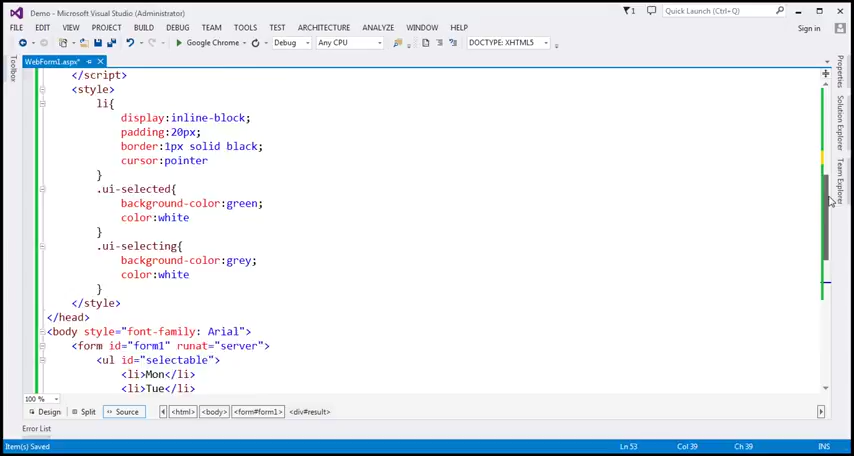 Demo - Microsoft Visual Studio (Administrator)
1
Quick Launch (Ctrl+Q)
FILE EDIT VIEW PROJECT BUILD DEBUG TEAM TOOLS TEST ARCHITECTURE ANALYZE WINDOW HELP
Sign in
Google Chrome
Debug
Any CPU
DOCTYPE: XHTML5
Toolbox
WebForm1.aspx*
Properties
Solution Explorer
Team Explorer
</script>
<style>
li{
display:inline-block;
padding:20px;
border:1px solid black;
cursor:pointer
}
.ui-selected{
background-color:green;
color:white
}
.ui-selecting{
background-color:grey;
color:white
}
</style>
</head>
<body style="font-family: Arial">
<form id="form1" runat="server">
<ul id="selectable">
<li>Mon</li>
<li>Tue</li>
100 %
Design Split Source <html> <body> <form#form1> <div#result>
Error List
Item(s) Saved Ln 53 Col 39 Ch 39 INS